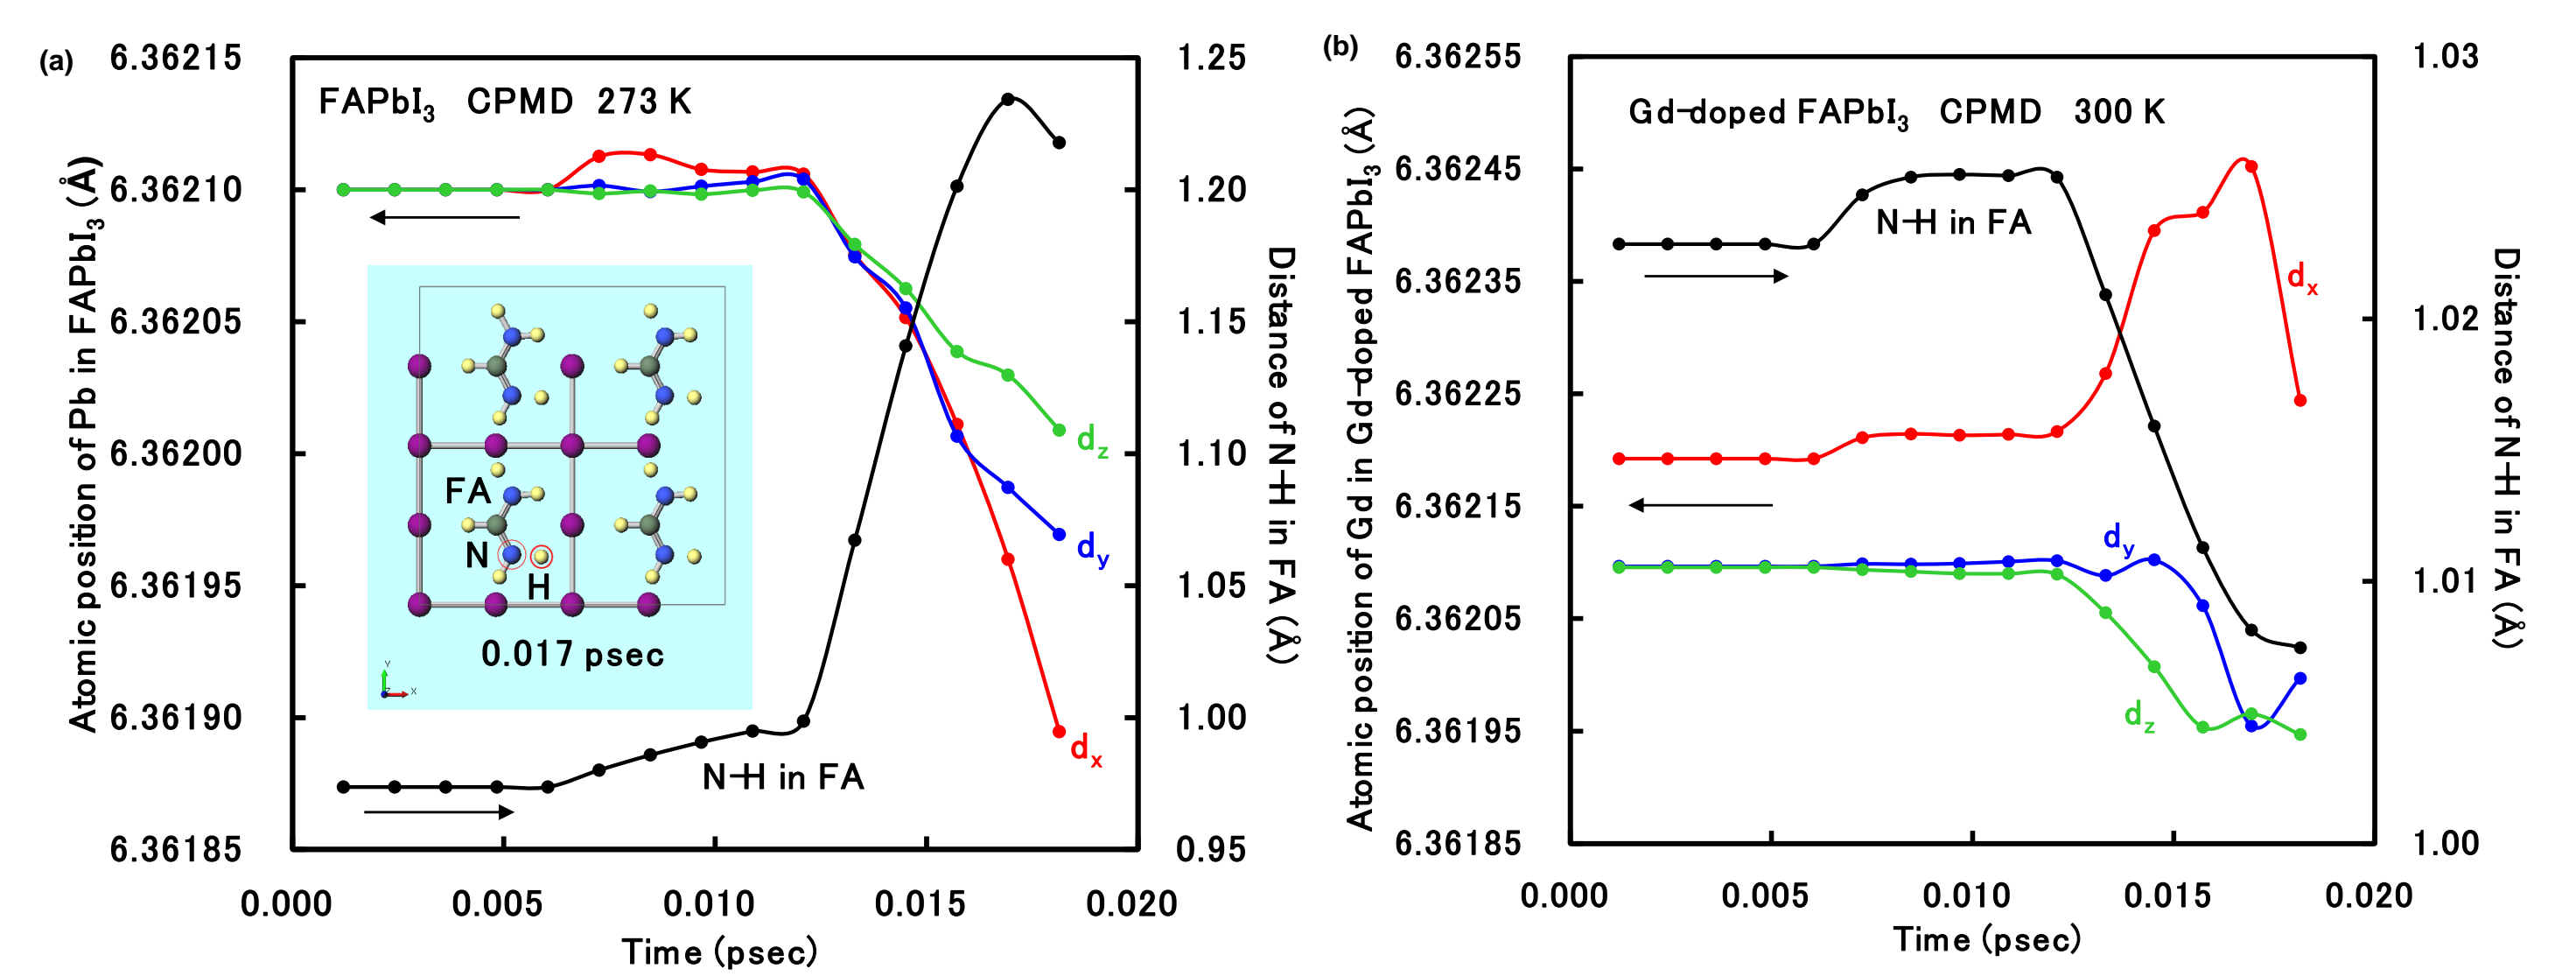 (a)
Atomic position of Pb in FAPbI3 (Å)
6.36215
6.36210
6.36205
6.36200
6.36195
6.36190
6.36185
FAPbI3 CPMD 273 K
FA
N
H
0.017 psec
Y
Z
X
N-H in FA
dz
dy
dx
1.25
1.20
1.15
1.10
1.05
1.00
0.95
Distance of N-H in FA (Å)
0.000
0.005
0.010
0.015
0.020
Time (psec)
(b)
Atomic position of Gd in Gd-doped FAPbI3 (Å)
6.36255
6.36245
6.36235
6.36225
6.36215
6.36205
6.36195
6.36185
Gd-doped FAPbI3 CPMD 300 K
N-H in FA
dx
dy
dz
1.03
1.02
1.01
1.00
Distance of N-H in FA (Å)
0.000
0.005
0.010
0.015
0.020
Time (psec)